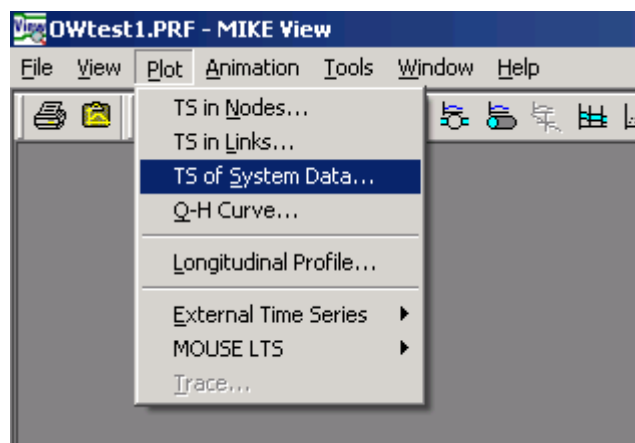 OWtest1.PRF - MIKE View
File View Plot Animation Tools Window Help
TS in Nodes...
TS in Links...
TS of System Data...
Q-H Curve...
Longitudinal Profile...
External Time Series
MOUSE LTS
Trace...